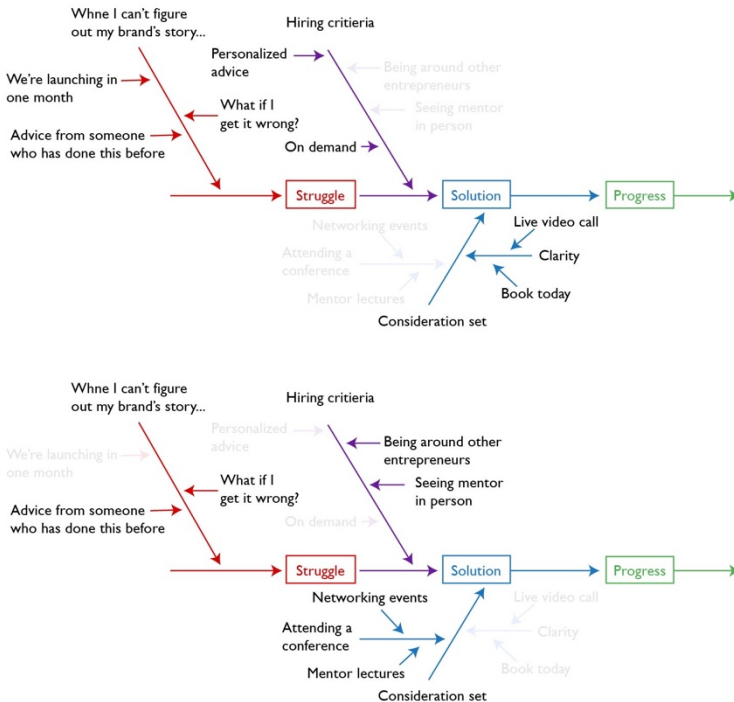 Whne I can't figure
out my brand's story...
Hiring critieria
Personalized
advice
Being around other
entrepreneurs
We're launching in
one month
What if I
get it wrong?
Seeing mentor
in person
Advice from someone
who has done this before
On demand
Struggle
Solution
Progress
Networking events
Live video call
Attending a
conference
Clarity
Mentor lectures
Book today
Consideration set
Whne I can't figure
out my brand's story...
Hiring critieria
Personalized
advice
Being around other
entrepreneurs
We're launching in
one month
What if I
get it wrong?
Seeing mentor
in person
Advice from someone
who has done this before
On demand
Struggle
Solution
Progress
Networking events
Live video call
Attending a
conference
Clarity
Mentor lectures
Book today
Consideration set